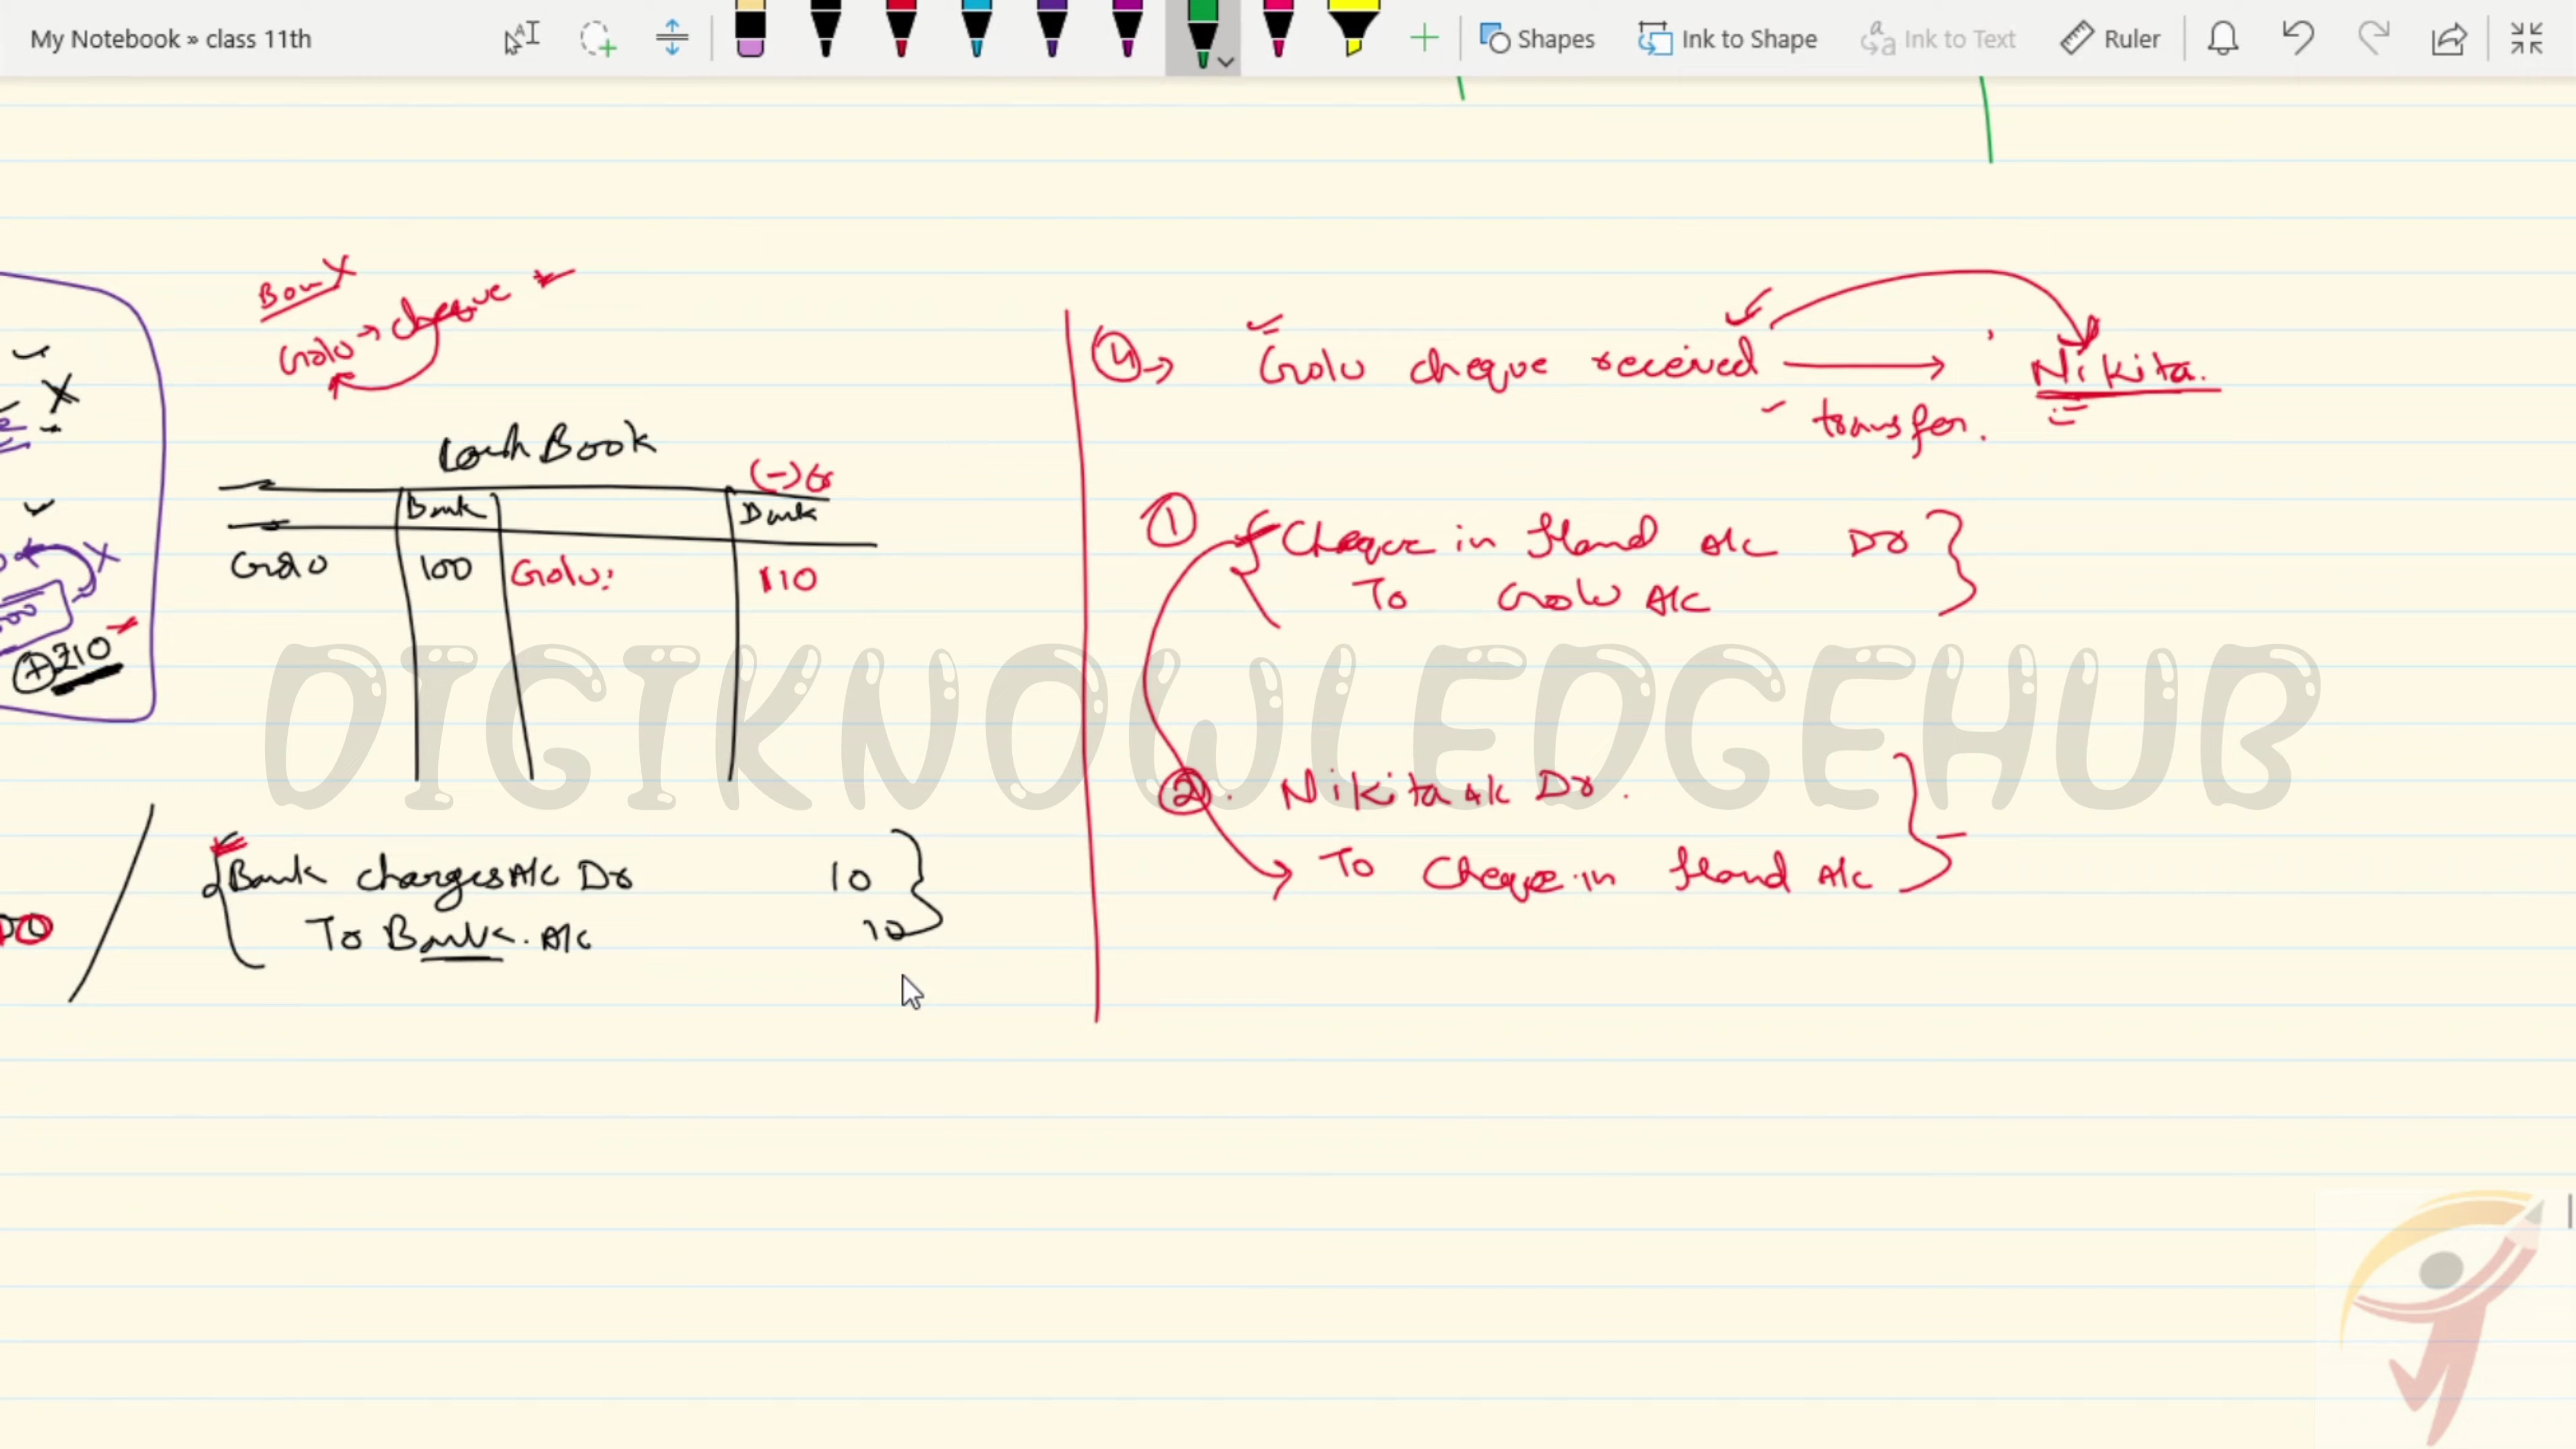 My Notebook » class 11th
Shapes
Ink to Shape
Ink to Text
Ruler
Golu → cheque
④→ Golu cheque received → Nikita.
transfer.
Cash Book
(-) Cr
Bank Bank
Golu 100 Golu: 110
① Cheque in Hand A/c Dr
To Golu A/c
+210
DIGIKNOWLEDGEHUB
②. Nikita A/c Dr.
To Cheque in Hand A/c
Bank charges A/c Dr 10
To Bank. A/c 10